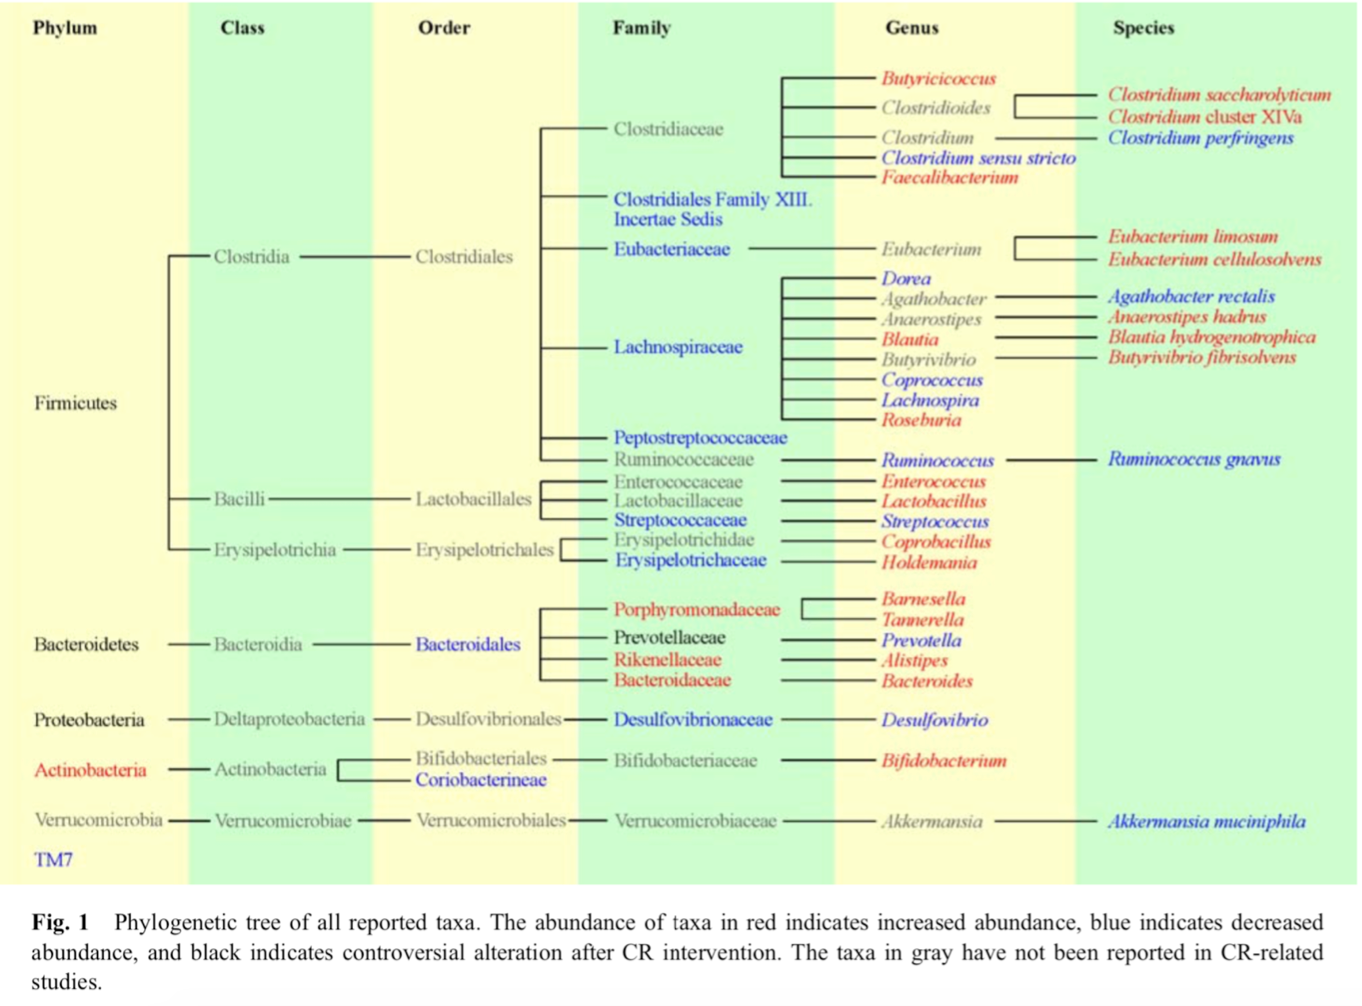 Phylum Class Order Family Genus Species
Butyricicoccus
Clostridium saccharolyticum
Clostridioides
Clostridium cluster XIVa
Clostridiaceae
Clostridium Clostridium perfringens
Clostridium sensu stricto
Faecalibacterium
Clostridiales Family XIII.
Incertae Sedis
Eubacterium limosum
Eubacteriaceae Eubacterium
Eubacterium cellulosolvens
Clostridia Clostridiales
Dorea
Agathobacter Agathobacter rectalis
Anaerostipes Anaerostipes hadrus
Blautia Blautia hydrogenotrophica
Lachnospiraceae
Butyrivibrio Butyrivibrio fibrisolvens
Coprococcus
Lachnospira
Firmicutes
Roseburia
Peptostreptococcaceae
Ruminococcaceae Ruminococcus Ruminococcus gnavus
Enterococcaceae Enterococcus
Bacilli Lactobacillales Lactobacillaceae Lactobacillus
Streptococcaceae Streptococcus
Erysipelotrichidae Coprobacillus
Erysipelotrichia Erysipelotrichales
Erysipelotrichaceae Holdemania
Barnesella
Porphyromonadaceae
Tannerella
Bacteroidetes Bacteroidia Bacteroidales Prevotellaceae Prevotella
Rikenellaceae Alistipes
Bacteroidaceae Bacteroides
Proteobacteria Deltaproteobacteria Desulfovibrionales Desulfovibrionaceae Desulfovibrio
Bifidobacteriales Bifidobacteriaceae Bifidobacterium
Actinobacteria Actinobacteria
Coriobacterineae
Verrucomicrobia Verrucomicrobiae Verrucomicrobiales Verrucomicrobiaceae Akkermansia Akkermansia muciniphila
TM7
Fig. 1 Phylogenetic tree of all reported taxa. The abundance of taxa in red indicates increased abundance, blue indicates decreased
abundance, and black indicates controversial alteration after CR intervention. The taxa in gray have not been reported in CR-related
studies.